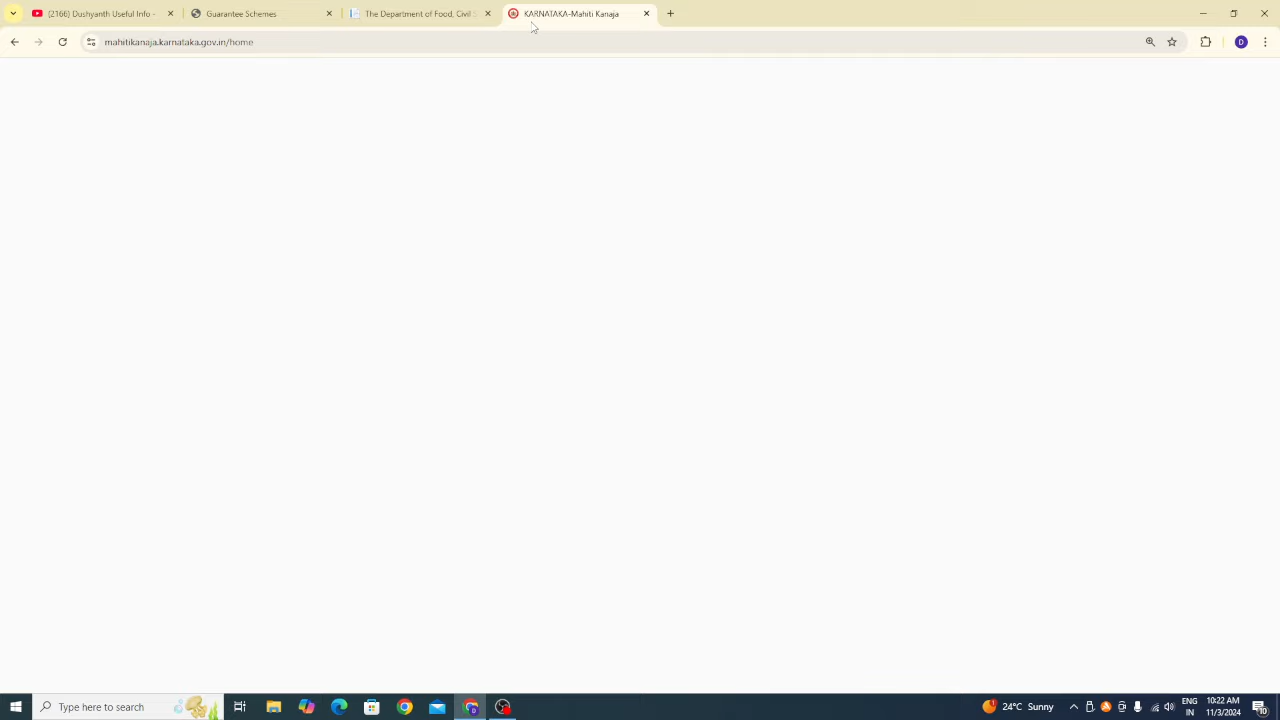 (2166) Dushyanth Useful Info -
Guarantee Schemes
The Department of Food, Civil S
KARNATAKA-Mahiti Kanaja
mahitikanaja.karnataka.gov.in/home
D
Type here to search
24°C Sunny
ENG
IN
10:22 AM
11/3/2024
10